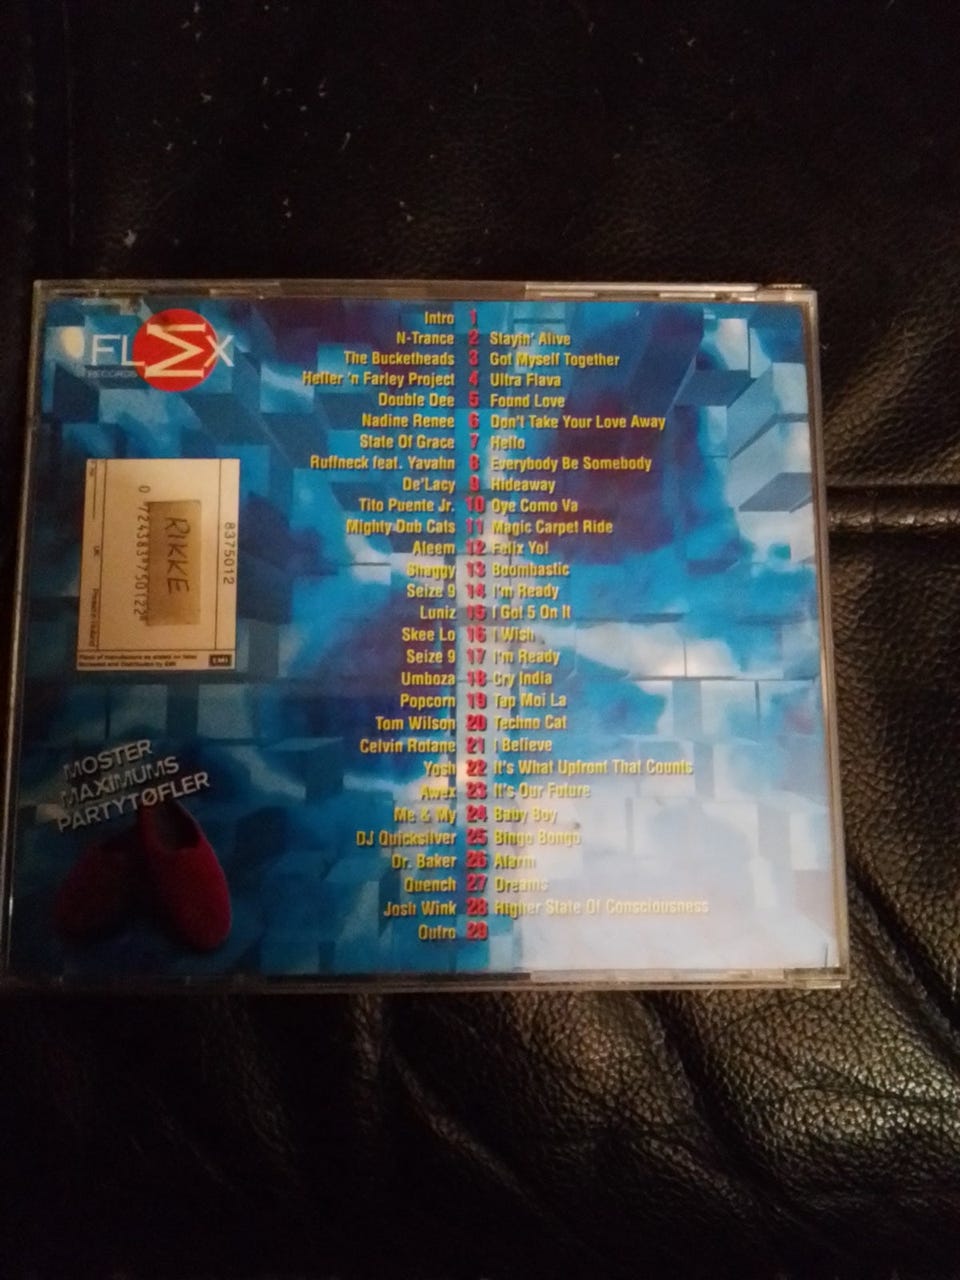 FLEX
RECORDS
Intro 1
N-Trance 2 Stayin' Alive
The Bucketheads 3 Got Myself Together
Heller 'n Farley Project 4 Ultra Flava
Double Dee 5 Found Love
Nadine Renee 6 Don't Take Your Love Away
State Of Grace 7 Hello
Ruffneck feat. Yavahn 8 Everybody Be Somebody
De'Lacy 9 Hideaway
Tito Puente Jr. 10 Oye Como Va
Mighty Dub Cats 11 Magic Carpet Ride
Aleem 12 Felix Yo!
Shaggy 13 Boombastic
Seize 9 14 I'm Ready
Luniz 15 I Got 5 On It
Skee Lo 16 I Wish
Seize 9 17 I'm Ready
Umboza 18 Cry India
Popcorn 19 Tap Moi La
Tom Wilson 20 Techno Cat
Celvin Rotane 21 I Believe
Yosh 22 It's What Upfront That Counts
Awex 23 It's Our Future
Me & My 24 Baby Boy
DJ Quicksilver 25 Bingo Bongo
Dr. Baker 26 Alarm
Quench 27 Dreams
Josh Wink 28 Higher State Of Consciousness
Outro 29
8375012
RIKKE
0 724383750122
UK
EMI
MOSTER
MAXIMUMS
PARTYTØFLER